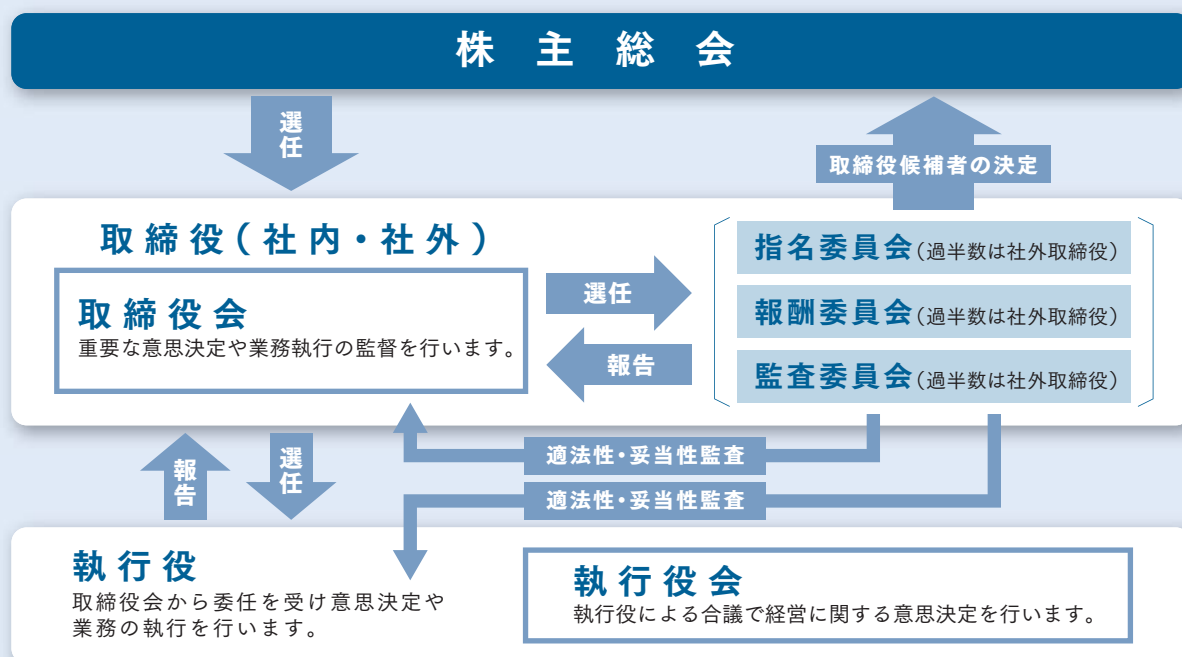 株主総会
選任
取締役候補者の決定
取締役(社内・社外)
取締役会
重要な意思決定や業務執行の監督を行います。
選任
報告
指名委員会(過半数は社外取締役)
報酬委員会(過半数は社外取締役)
監査委員会(過半数は社外取締役)
報告
選任
適法性・妥当性監査
適法性・妥当性監査
執行役
取締役会から委任を受け意思決定や
業務の執行を行います。
執行役会
執行役による合議で経営に関する意思決定を行います。